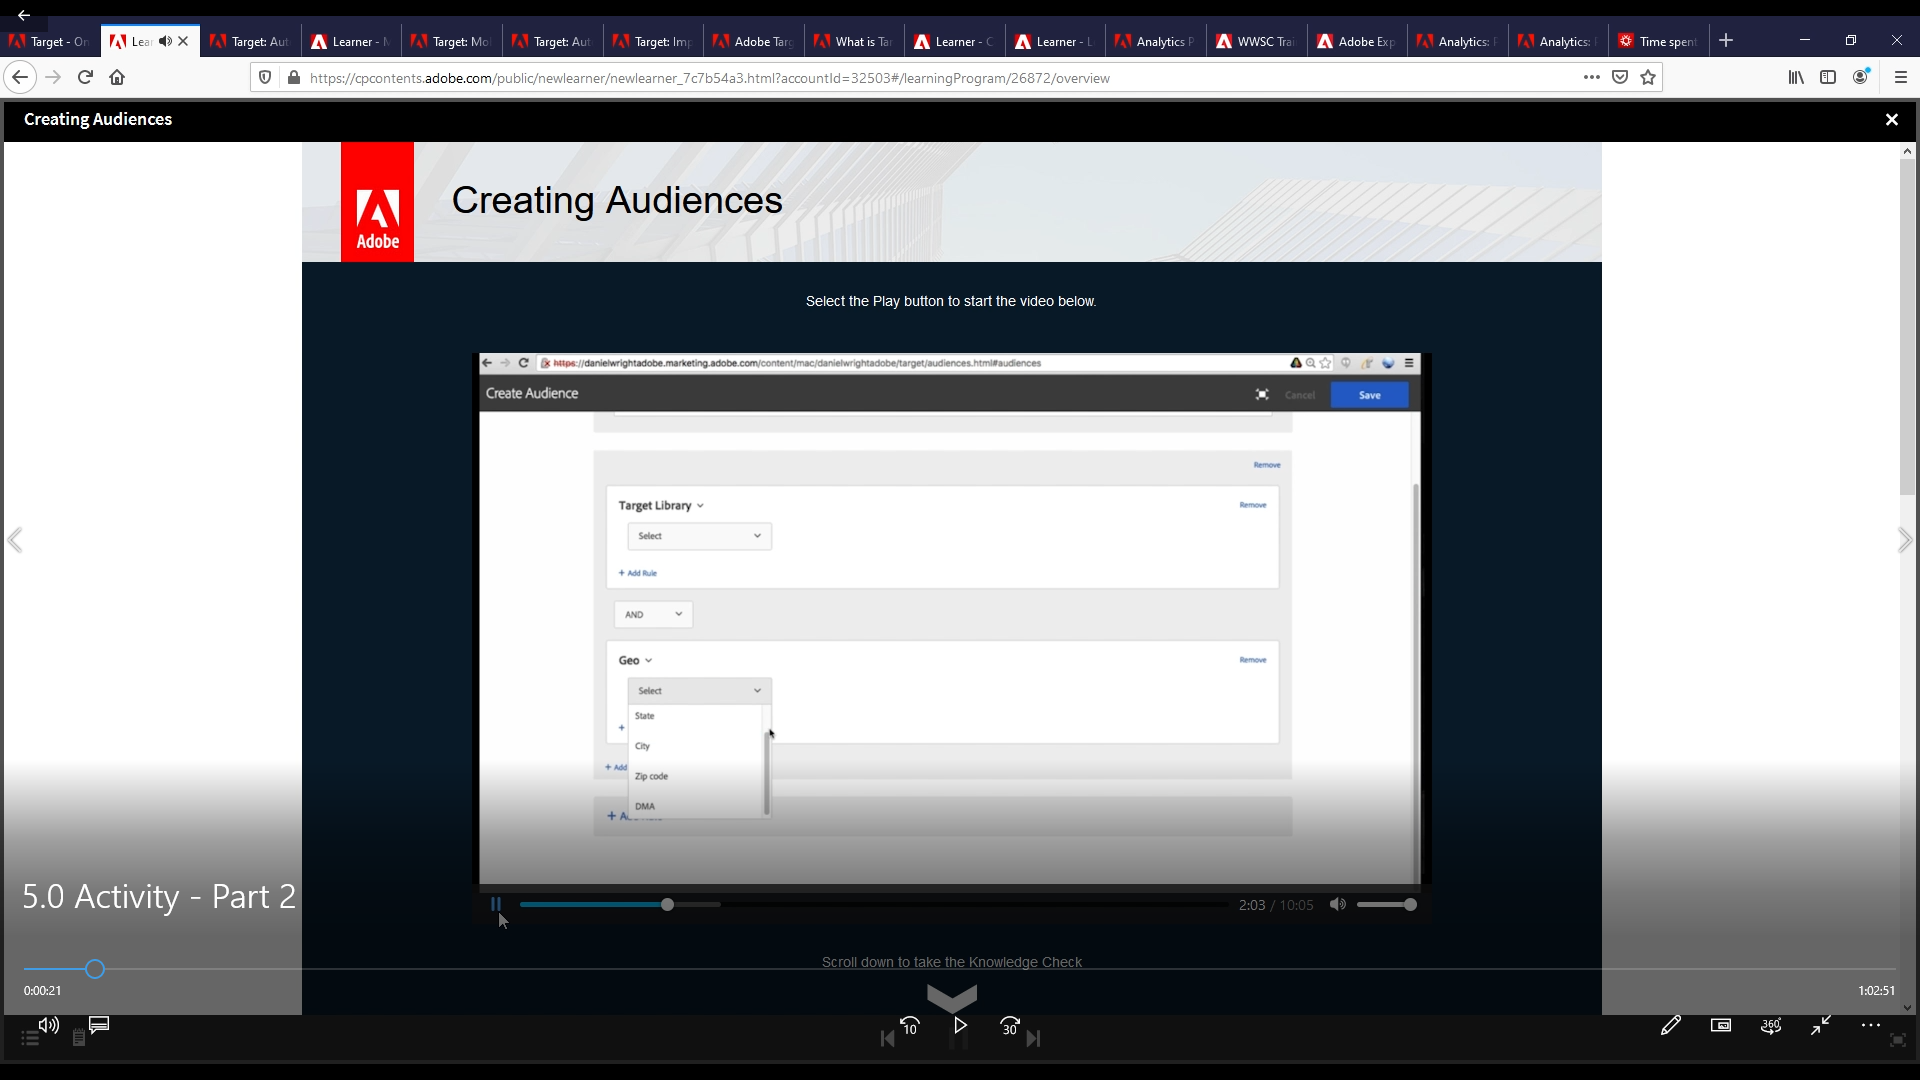 Target - On
Lea
Target: Aut
Learner - M
Target: Mo
Target: Aut
Target: Imp
Adobe Targ
What is Tar
Learner - C
Learner - L
Analytics P
WWSC Trai
Adobe Exp
Analytics: F
Analytics: I
Time spent
https://cpcontents.adobe.com/public/newlearner/newlearner_7c7b54a3.html?accountId=32503#/learningProgram/26872/overview
Creating Audiences
Adobe
Creating Audiences
Select the Play button to start the video below.
https://danielwrightadobe.marketing.adobe.com/content/mac/danielwrightadobe/target/audiences.html#audiences
Create Audience
Cancel
Save
Remove
Target Library
Remove
Select
+ Add Rule
AND
Geo
Remove
Select
State
+
City
+ Add
Zip code
DMA
5.0 Activity - Part 2
2:03 / 10:05
Scroll down to take the Knowledge Check
0:00:21
1:02:51
10
30
360°